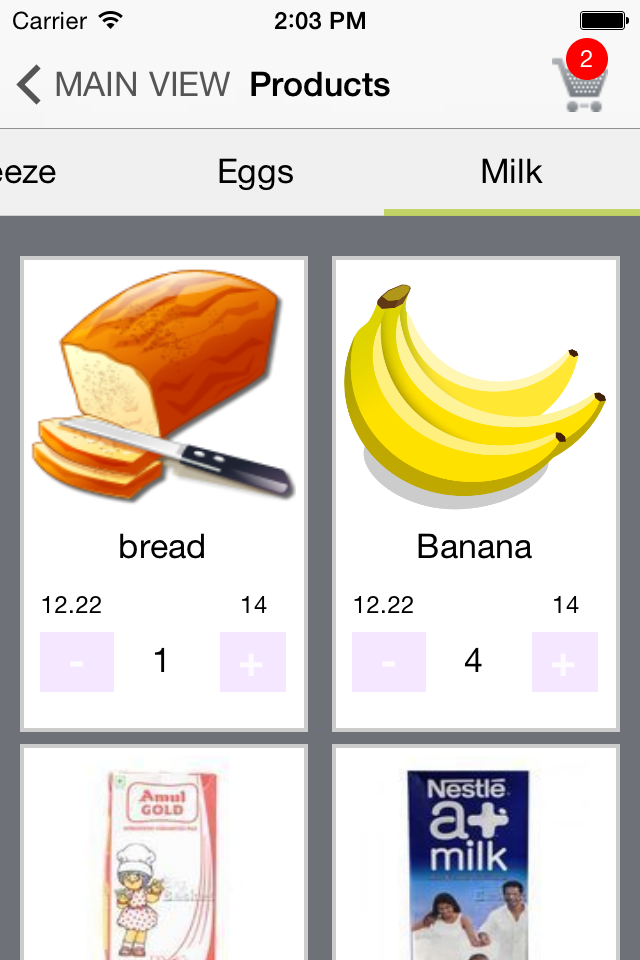 Carrier 2:03 PM
MAIN VIEW Products 2
eeze Eggs Milk
bread Banana
12.22 14 12.22 14
- 1 + - 4 +
Amul
GOLD
Nestlé
a+
milk